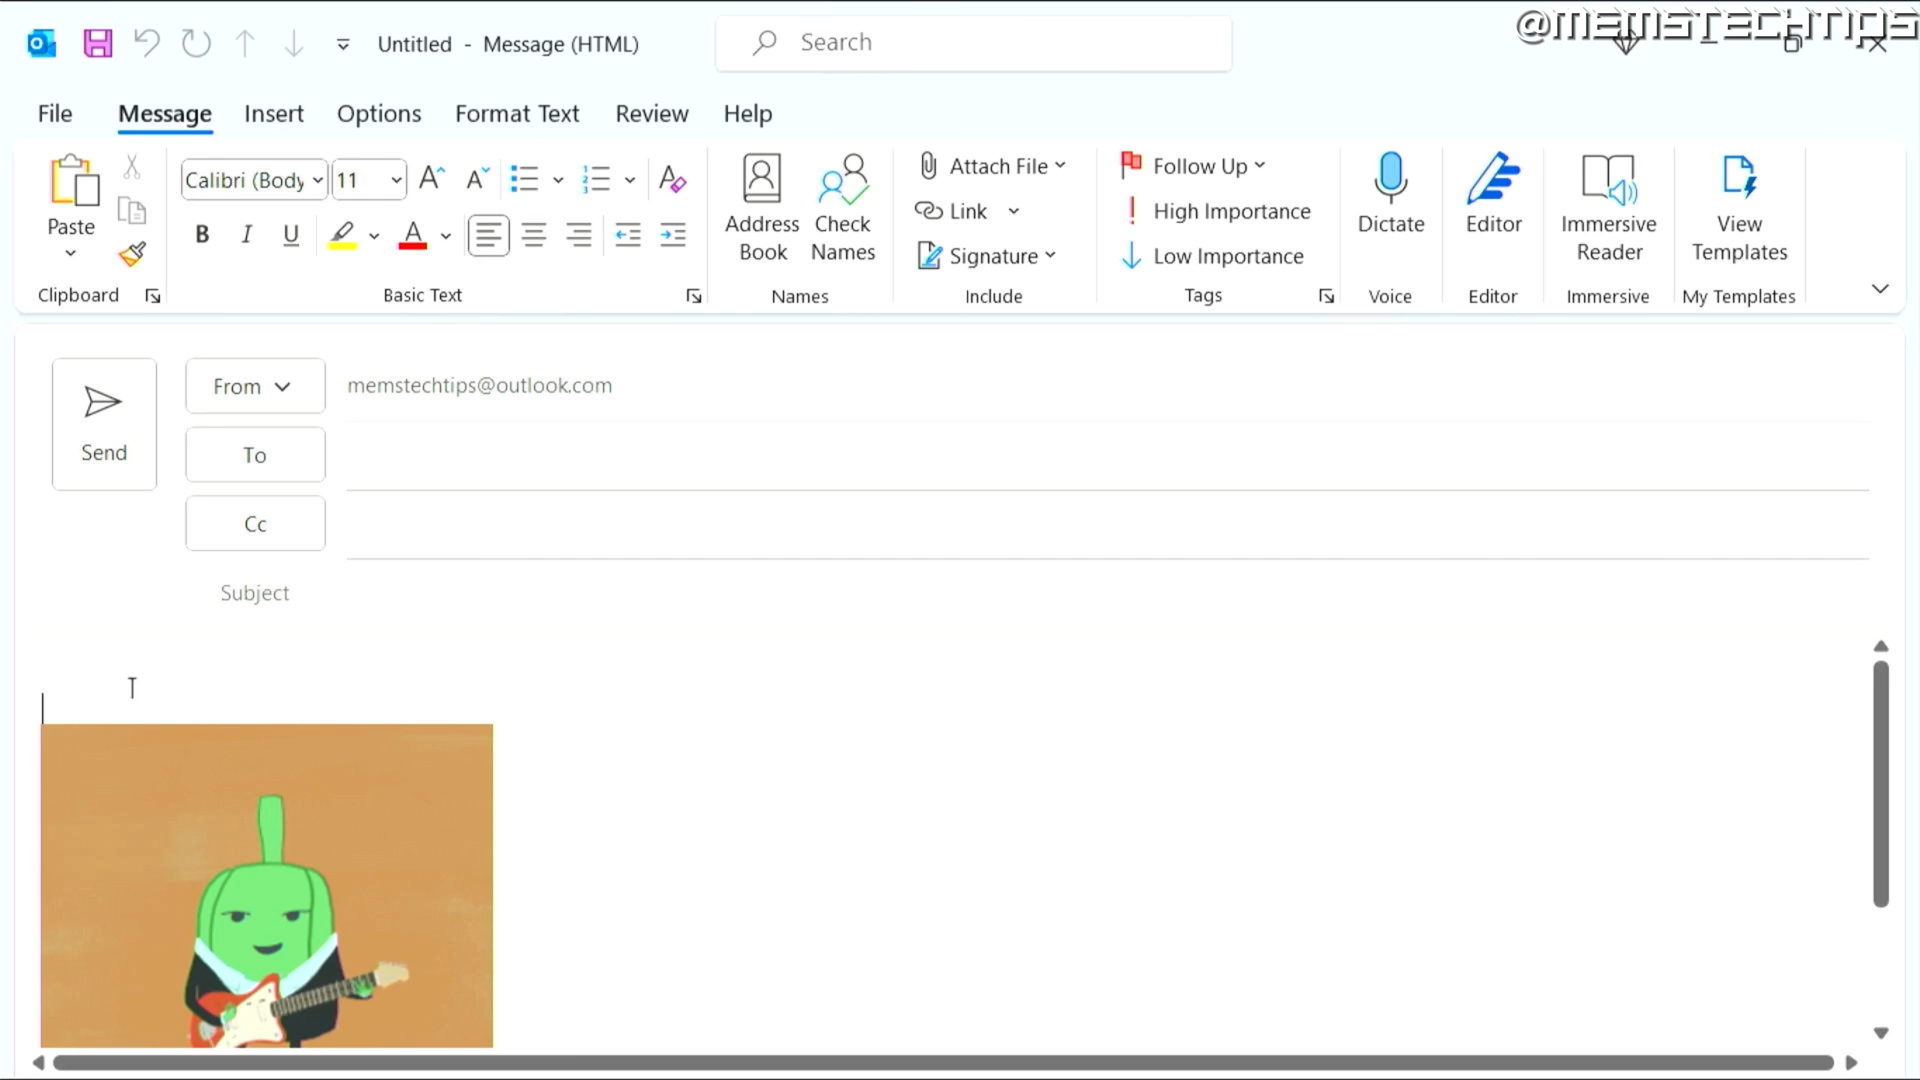 @MEMSTECHTIPS
Untitled - Message (HTML)
Search
File Message Insert Options Format Text Review Help
Paste
Clipboard
Calibri (Body 11
B I U A
Basic Text
Address Book
Check Names
Names
Attach File
Link
Signature
Include
Follow Up
High Importance
Low Importance
Tags
Dictate
Voice
Editor
Editor
Immersive Reader
Immersive
View Templates
My Templates
Send
From memstechtips@outlook.com
To
Cc
Subject